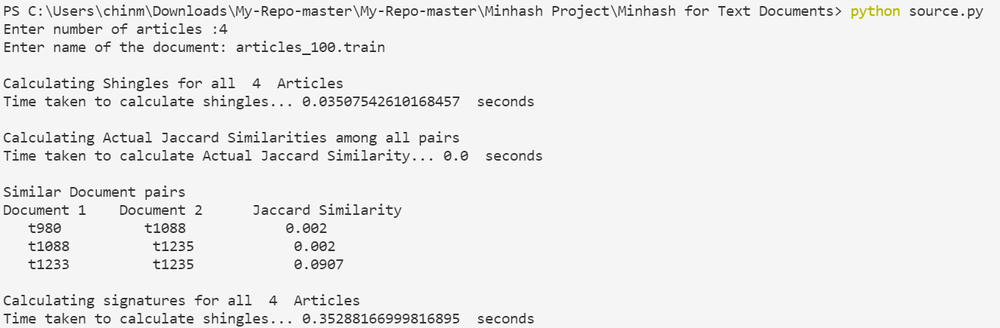 PS C:\Users\chinm\Downloads\My-Repo-master\My-Repo-master\Minhash Project\Minhash for Text Documents> python source.py
Enter number of articles :4
Enter name of the document: articles_100.train
Calculating Shingles for all  4  Articles
Time taken to calculate shingles... 0.03507542610168457  seconds
Calculating Actual Jaccard Similarities among all pairs
Time taken to calculate Actual Jaccard Similarity... 0.0  seconds
Similar Document pairs
Document 1    Document 2      Jaccard Similarity
   t980          t1088            0.002
   t1088          t1235            0.002
   t1233          t1235            0.0907
Calculating signatures for all  4  Articles
Time taken to calculate shingles... 0.35288166999816895  seconds